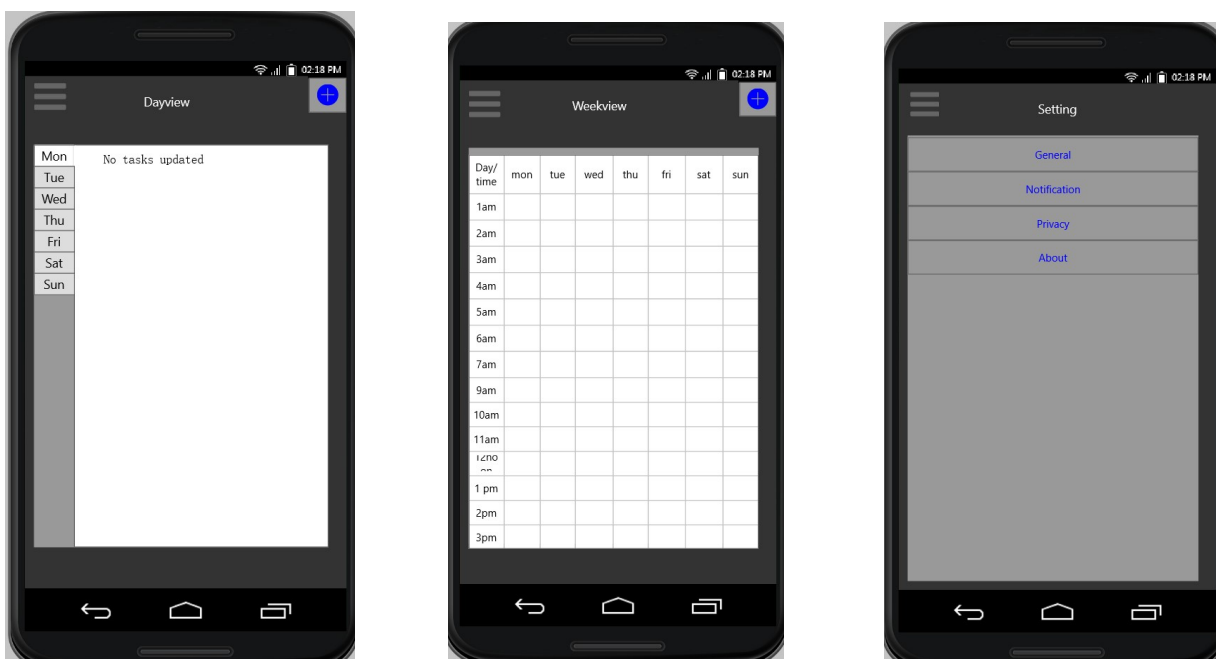 02:18 PM
Dayview
Mon
No tasks updated
Tue
Wed
Thu
Fri
Sat
Sun
02:18 PM
Weekview
Day/ time mon tue wed thu fri sat sun
1am
2am
3am
4am
5am
6am
7am
9am
10am
11am
12no
1 pm
2pm
3pm
02:18 PM
Setting
General
Notification
Privacy
About